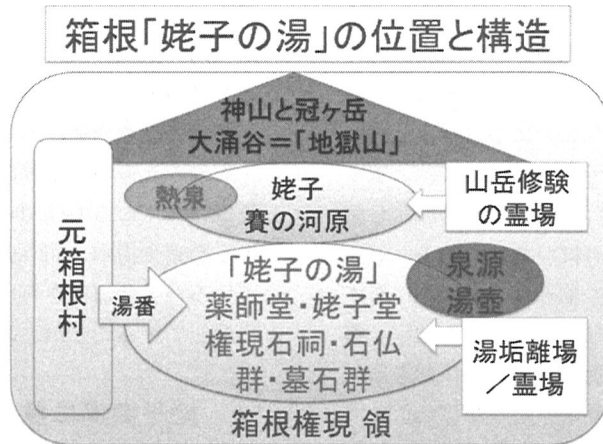 箱根「姥子の湯」の位置と構造
神山と冠ヶ岳
大涌谷＝「地獄山」
熱泉
姥子
賽の河原
山岳修験
の霊場
元箱根村
湯番
「姥子の湯」
薬師堂・姥子堂
権現石祠・石仏
群・墓石群
泉源
湯壺
湯垢離場
／霊場
箱根権現 領